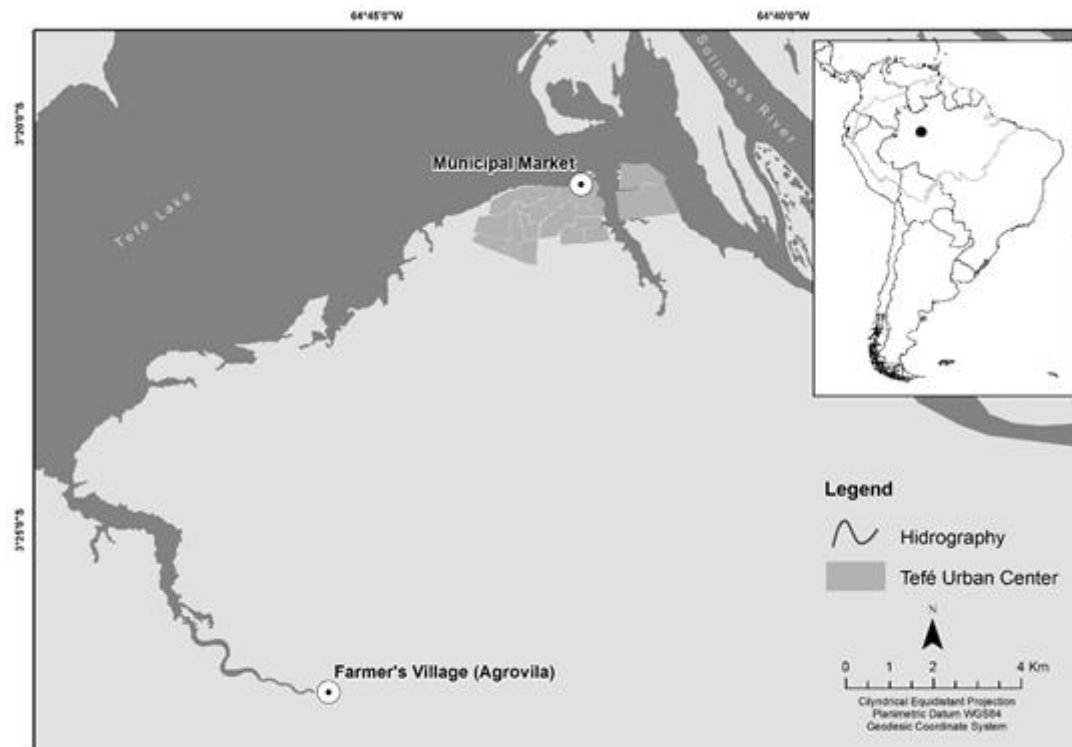 64°45'0"W
64°40'0"W
3°20'0"S
Solimões River
Municipal Market
Tefé Lake
3°25'0"S
Legend
Hidrography
Tefé Urban Center
N
0 1 2 4 Km
Farmer's Village (Agrovila)
Cilyndrical Equidistant Projection
Planimetric Datum WGS84
Geodesic Coordinate System